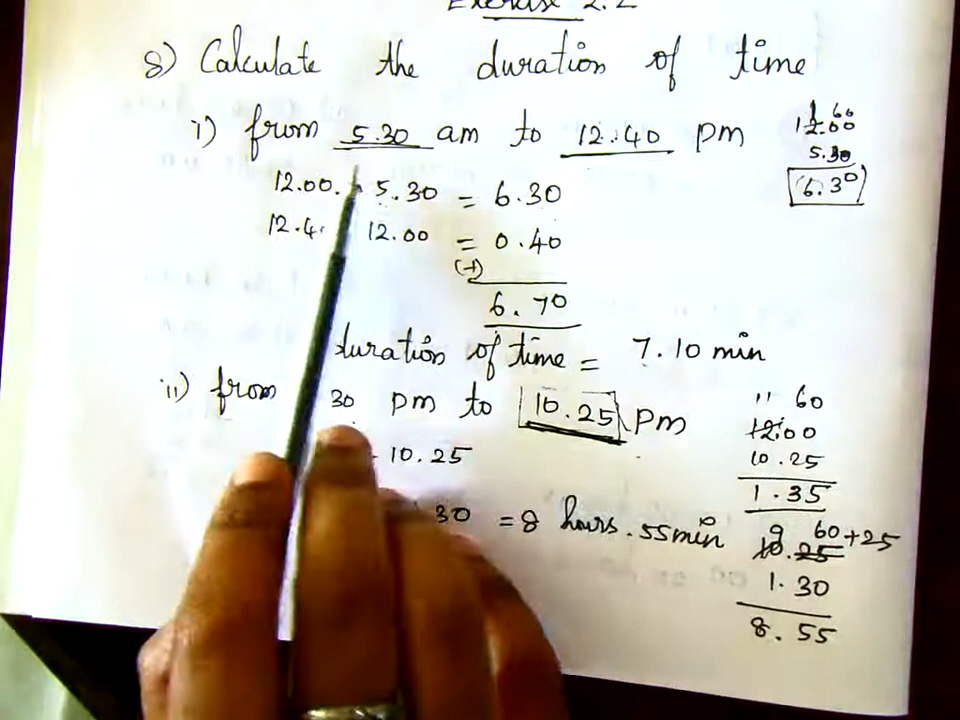 Exercise 2.2
8) Calculate the duration of time
i) from 5.30 am to 12.40 pm
12.00. 5.30 = 6.30
12.4 12.00 = 0.40
(+)
6.70
duration of time = 7.10 min
ii) from 30 pm to 10.25 pm
- 10.25
30 = 8 hours. 55 min
11 60
12.00
5.30
6.30
11 60
12.00
10.25
1.35
9 60+25
10.25
1.30
8.55